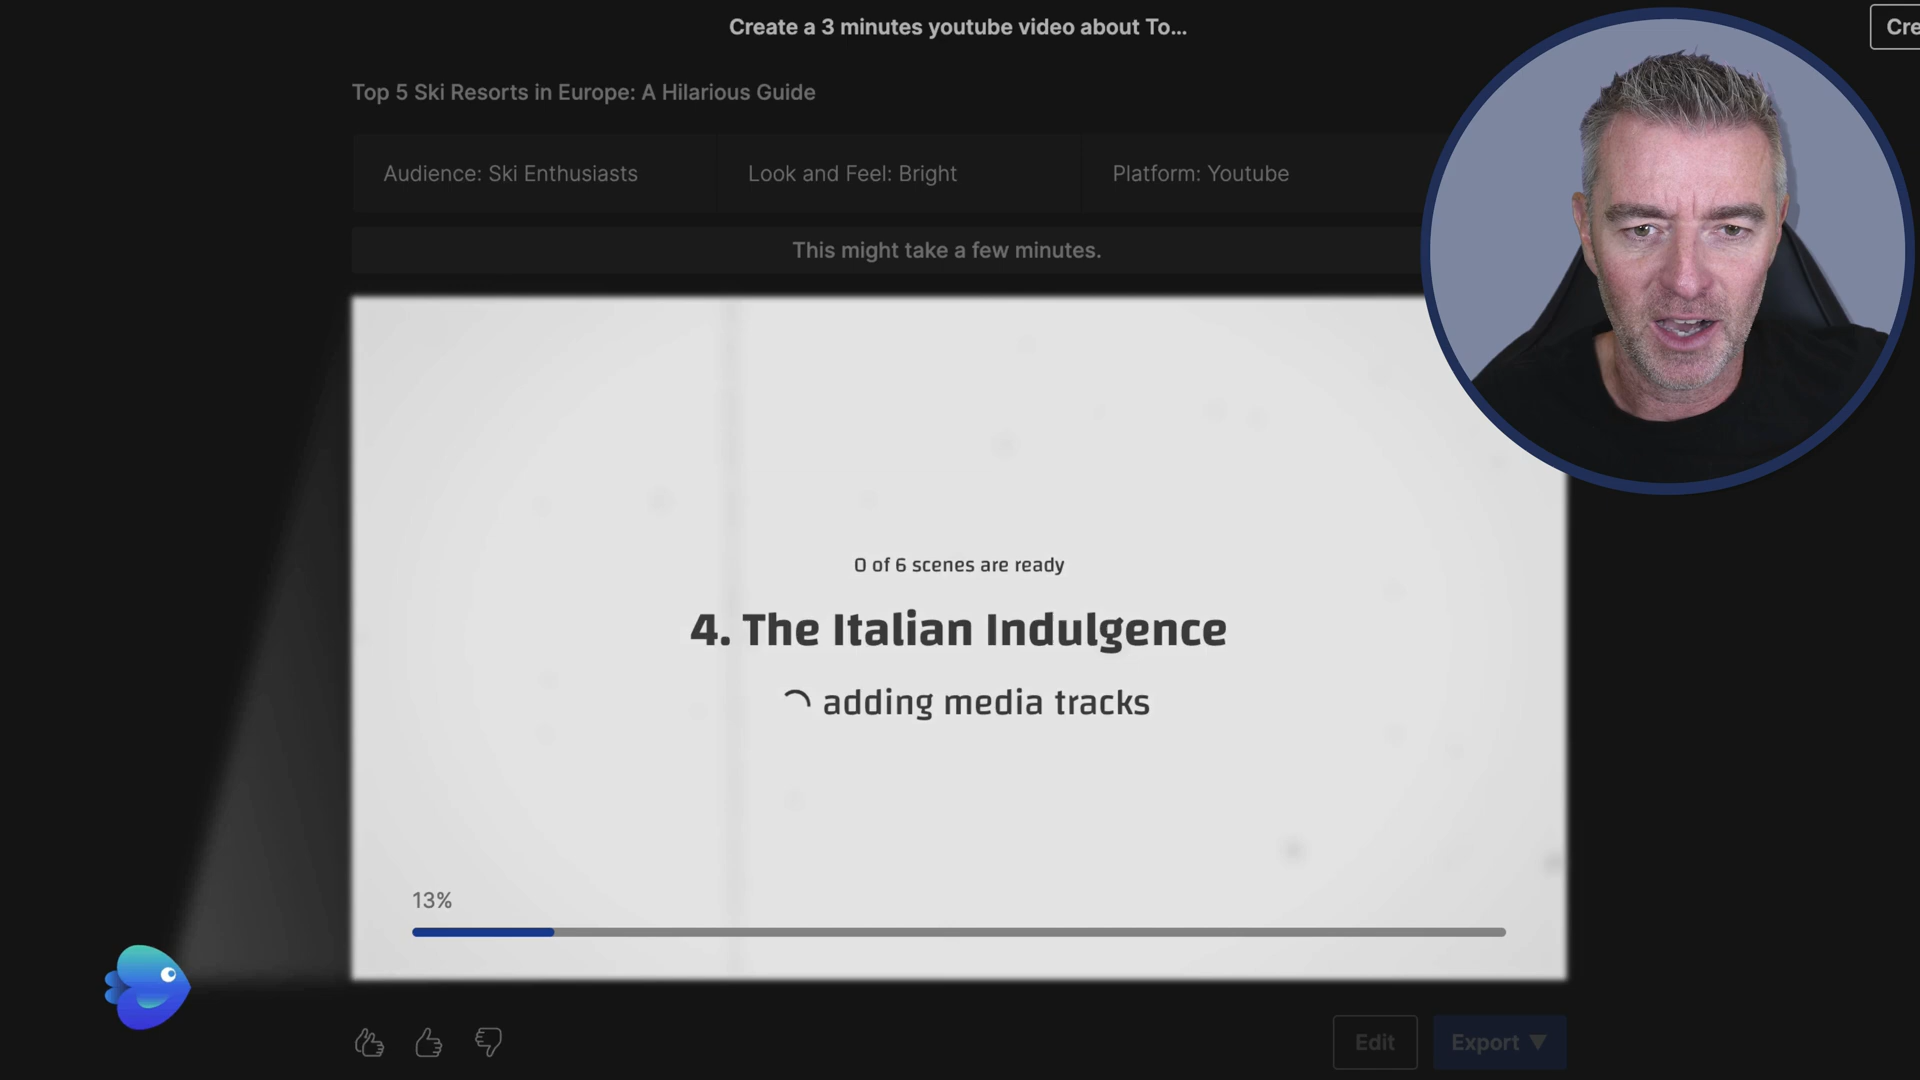 Create a 3 minutes youtube video about To...
Cre
Top 5 Ski Resorts in Europe: A Hilarious Guide
Audience: Ski Enthusiasts
Look and Feel: Bright
Platform: Youtube
This might take a few minutes.
0 of 6 scenes are ready
4. The Italian Indulgence
adding media tracks
13%
Edit
Export ▼